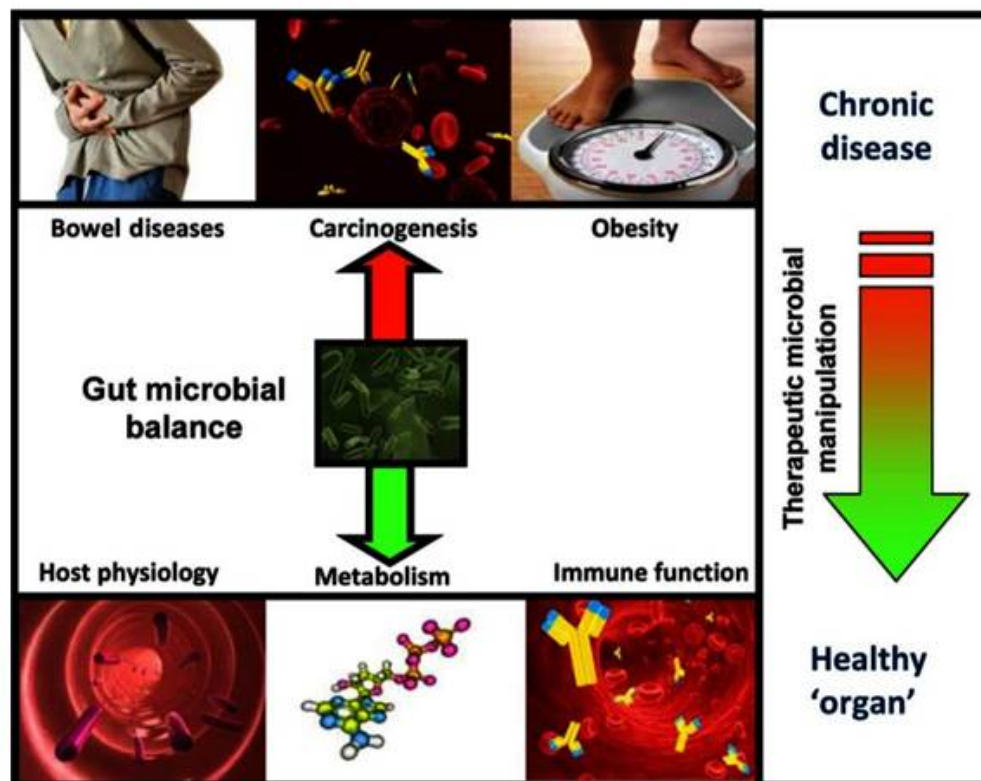 Chronic
disease
Bowel diseases
Carcinogenesis
Obesity
Gut microbial
balance
Therapeutic microbial
manipulation
Host physiology
Metabolism
Immune function
Healthy
‘organ’